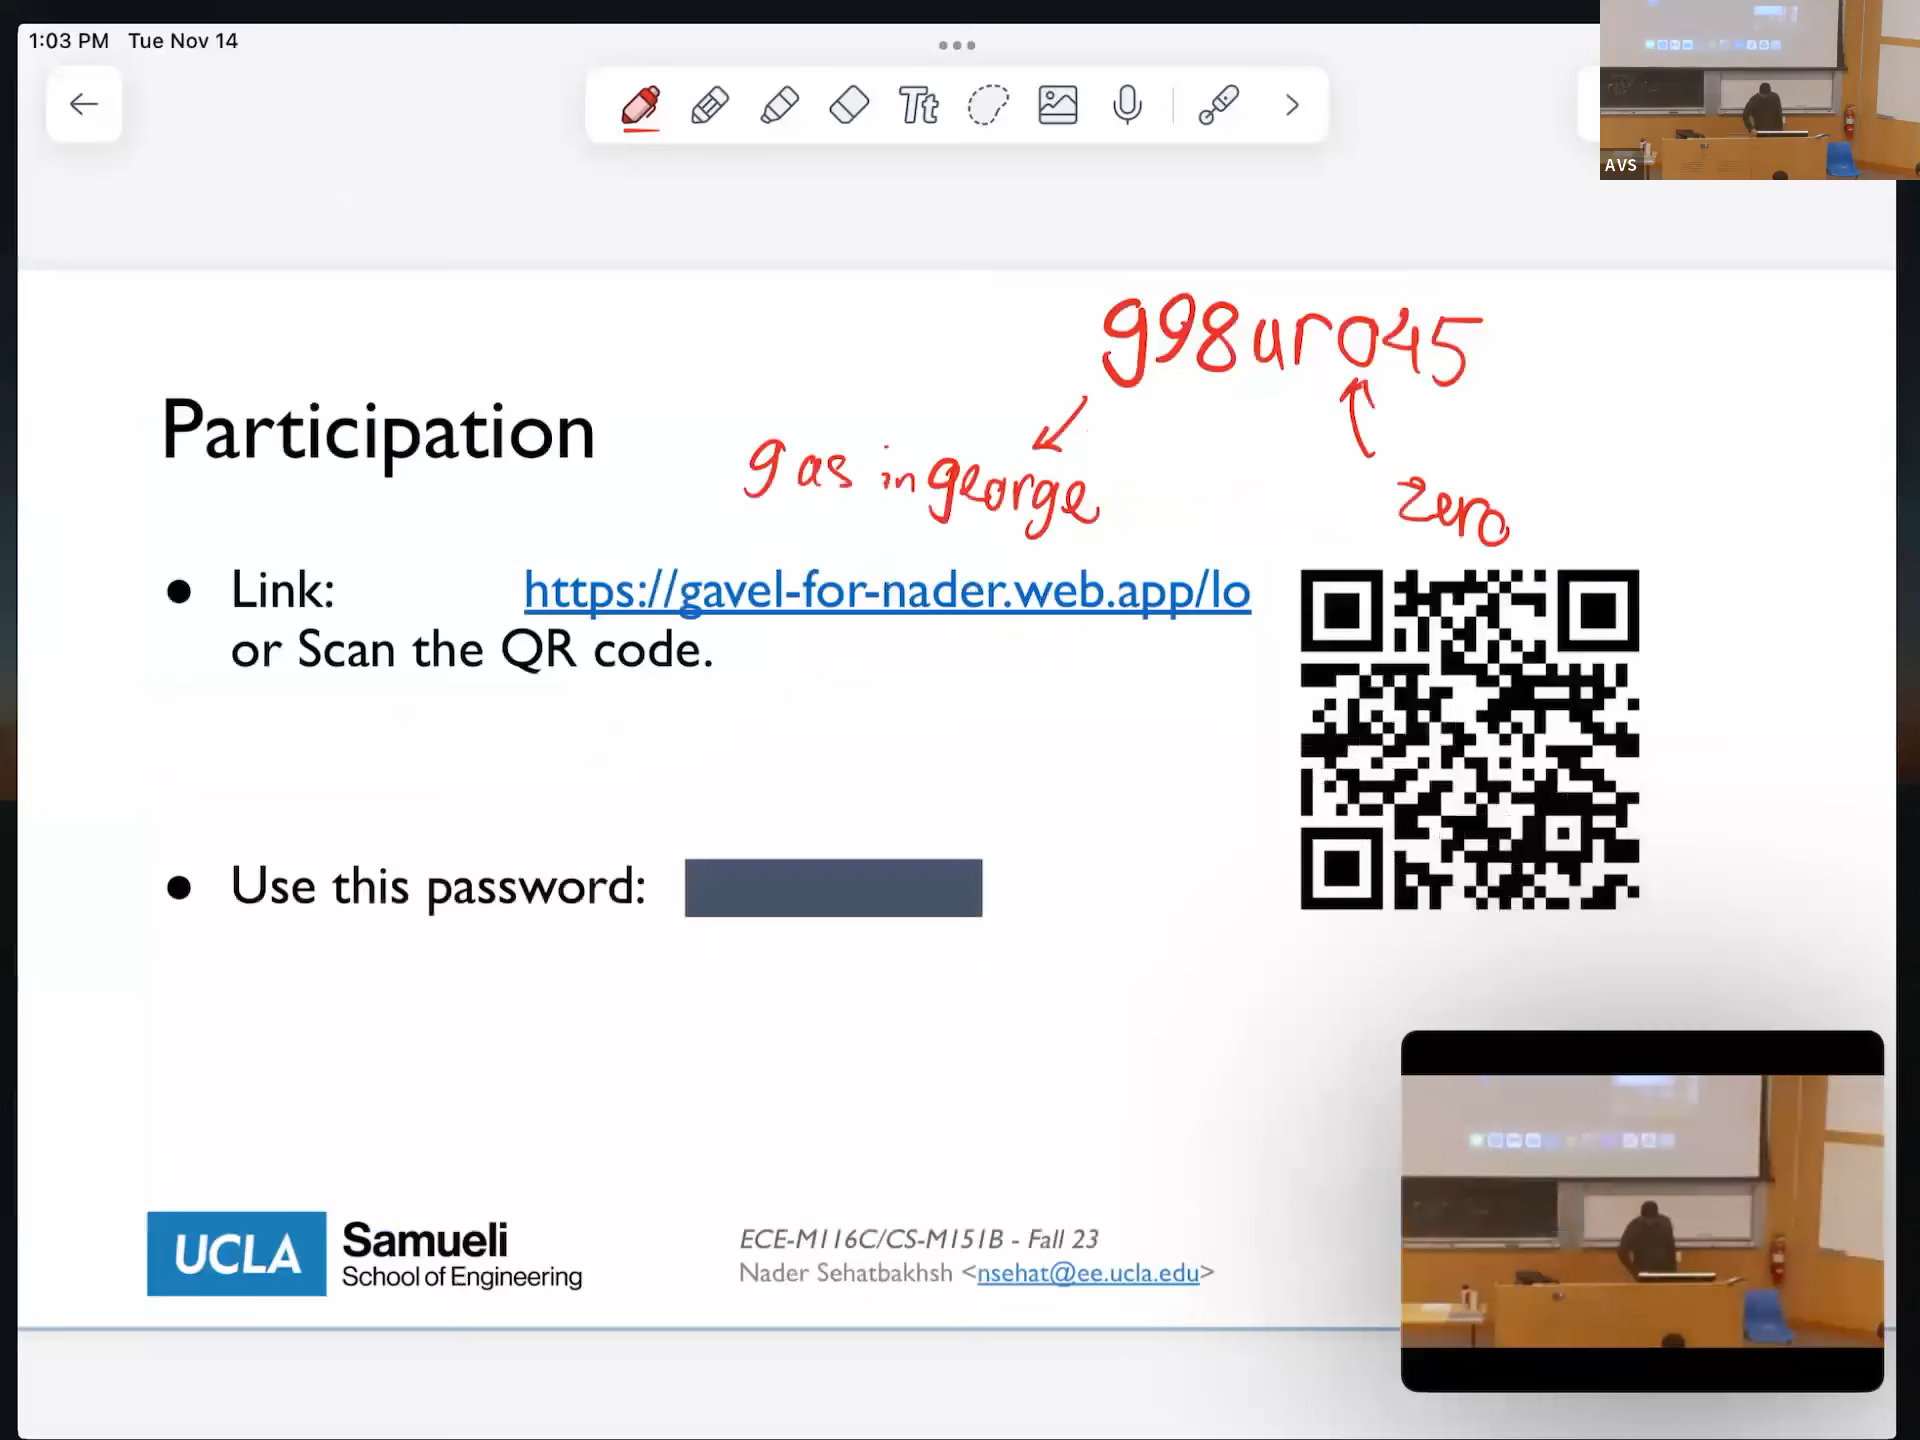 1:03 PM Tue Nov 14
Tt
AVS
g98uro45
Participation
g as in george
zero
Link: https://gavel-for-nader.web.app/lo
or Scan the QR code.
Use this password:
UCLA Samueli
School of Engineering
ECE-M116C/CS-M151B - Fall 23
Nader Sehatbakhsh <nsehat@ee.ucla.edu>